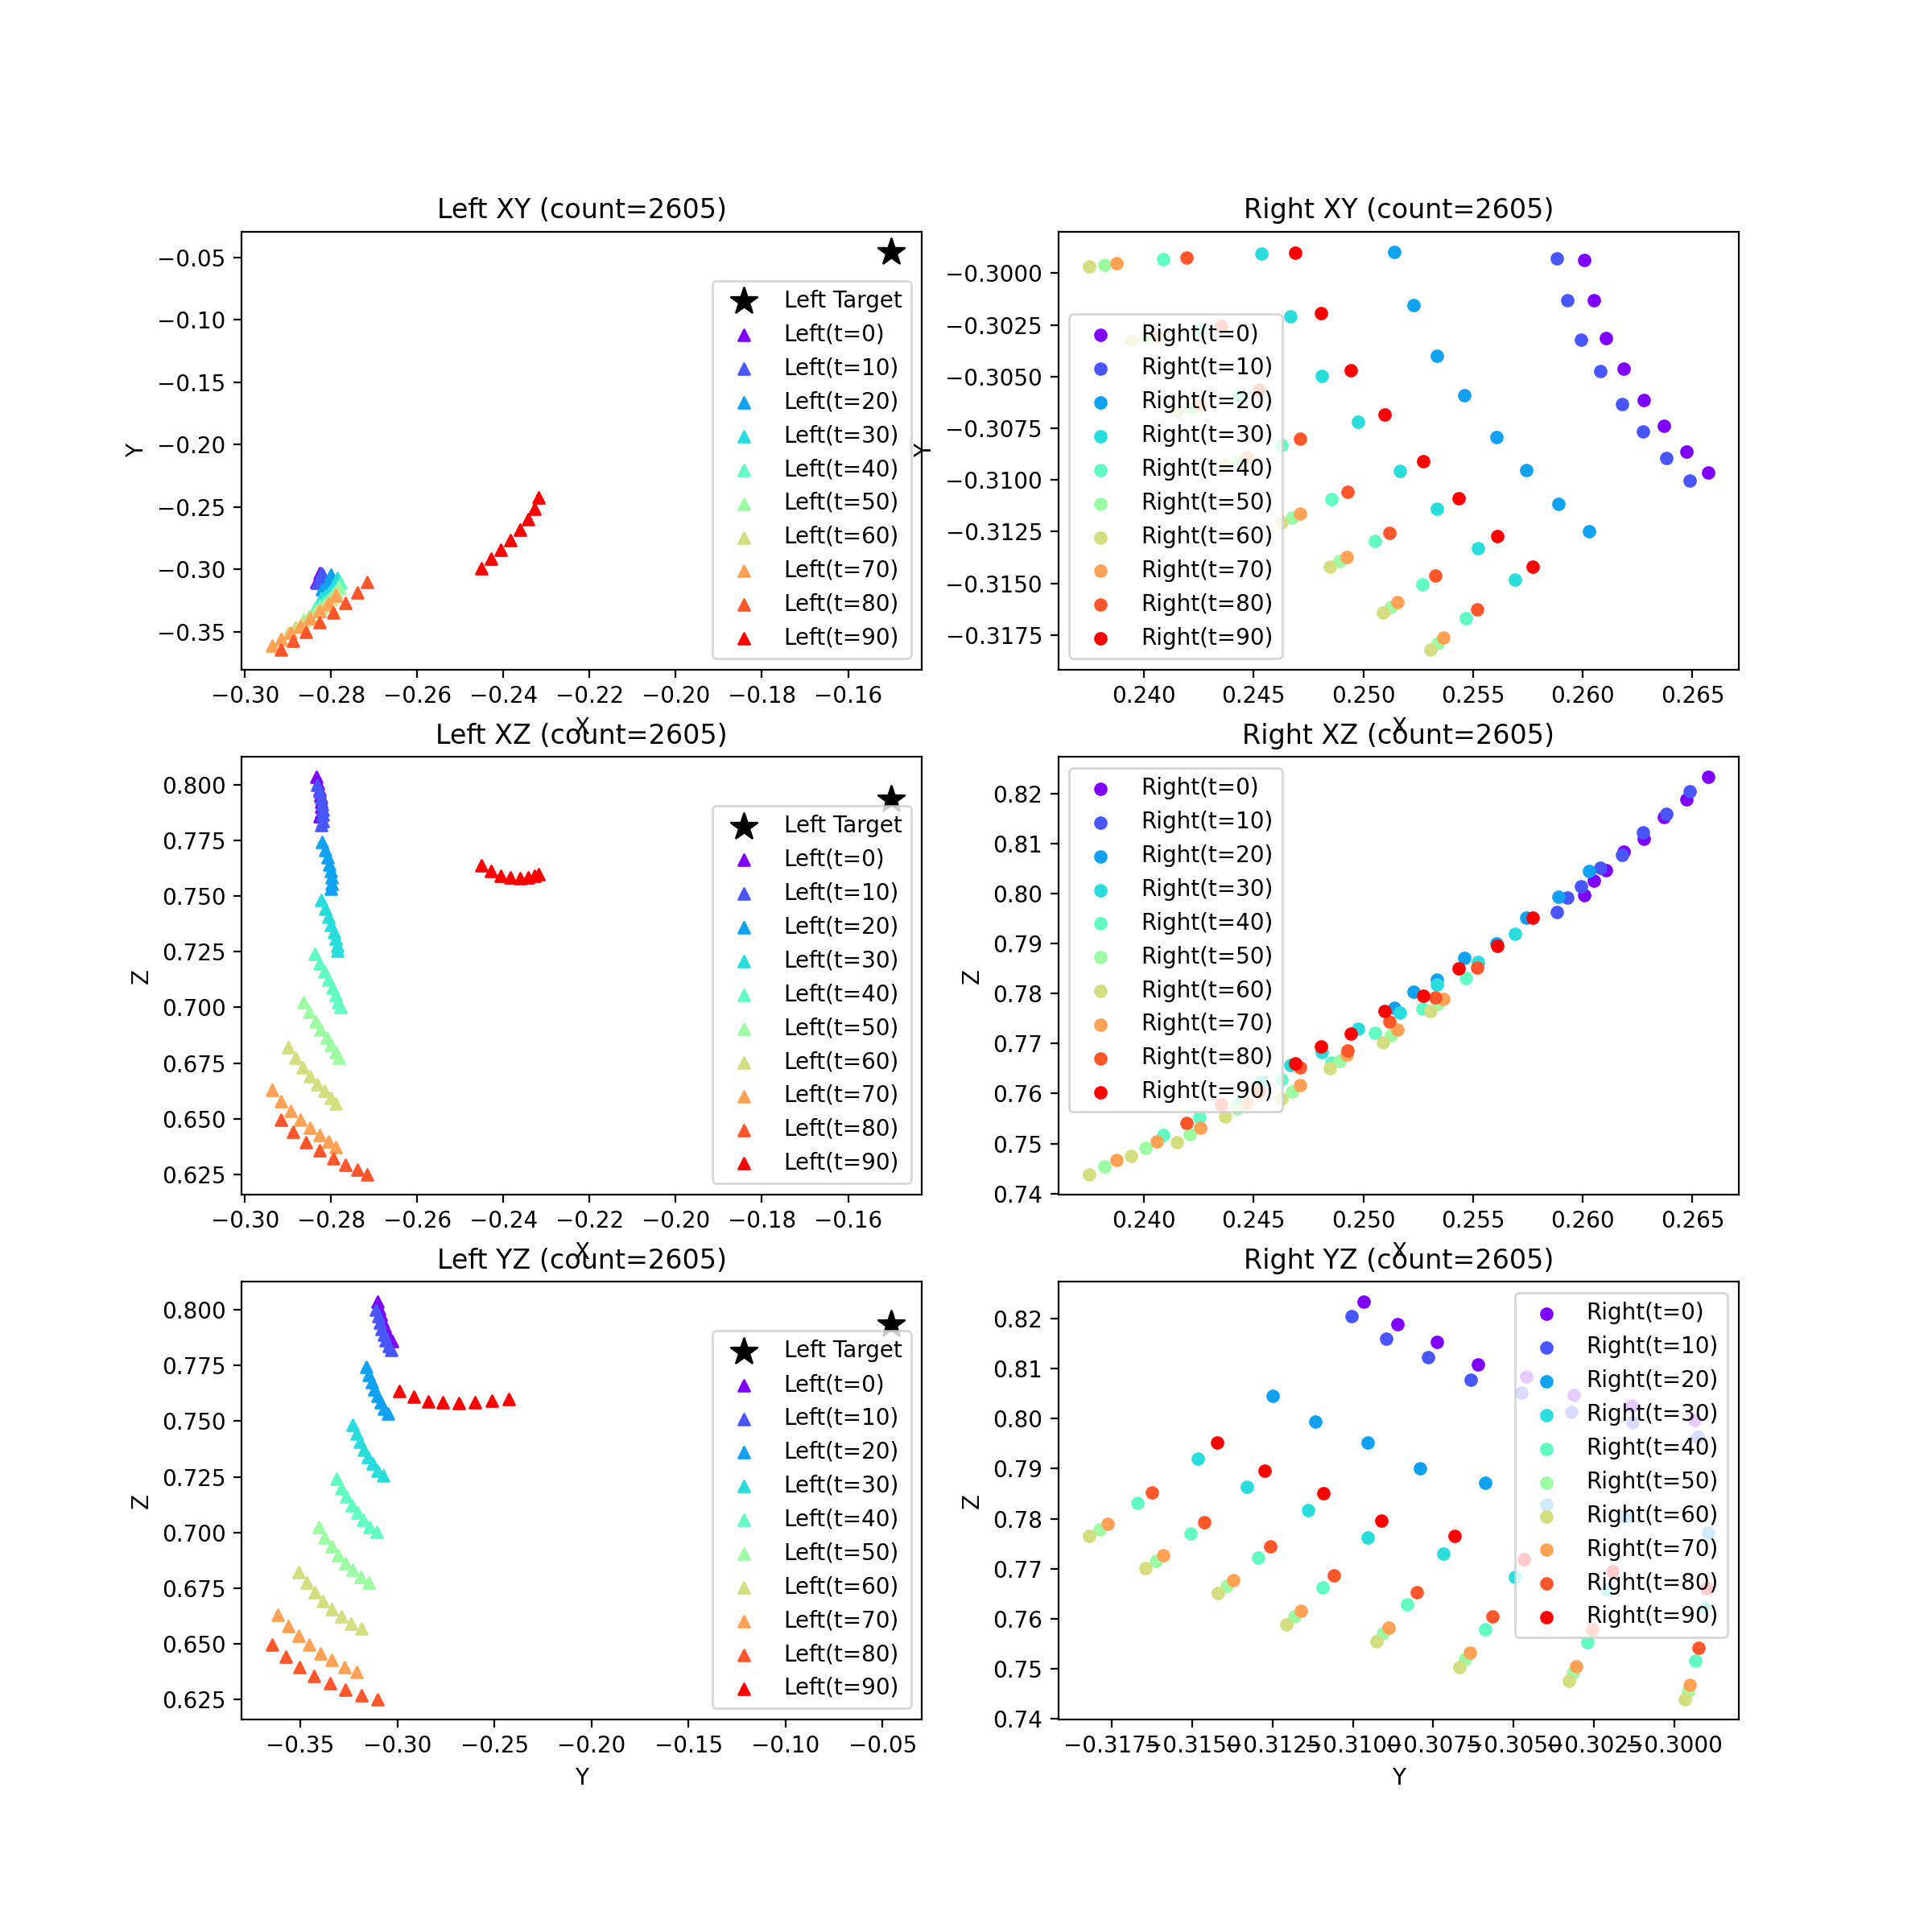 Left XY (count=2605)
−0.05
−0.10
−0.15
−0.20
−0.25
−0.30
−0.35
Y
−0.30 −0.28 −0.26 −0.24 −0.22 −0.20 −0.18 −0.16
X
Left Target
Left(t=0)
Left(t=10)
Left(t=20)
Left(t=30)
Left(t=40)
Left(t=50)
Left(t=60)
Left(t=70)
Left(t=80)
Left(t=90)
Right XY (count=2605)
−0.3000
−0.3025
−0.3050
−0.3075
−0.3100
−0.3125
−0.3150
−0.3175
Y
0.240 0.245 0.250 0.255 0.260 0.265
X
Right(t=0)
Right(t=10)
Right(t=20)
Right(t=30)
Right(t=40)
Right(t=50)
Right(t=60)
Right(t=70)
Right(t=80)
Right(t=90)
Left XZ (count=2605)
0.800
0.775
0.750
0.725
0.700
0.675
0.650
0.625
Z
−0.30 −0.28 −0.26 −0.24 −0.22 −0.20 −0.18 −0.16
X
Left Target
Left(t=0)
Left(t=10)
Left(t=20)
Left(t=30)
Left(t=40)
Left(t=50)
Left(t=60)
Left(t=70)
Left(t=80)
Left(t=90)
Right XZ (count=2605)
0.82
0.81
0.80
0.79
0.78
0.77
0.76
0.75
0.74
Z
0.240 0.245 0.250 0.255 0.260 0.265
X
Right(t=0)
Right(t=10)
Right(t=20)
Right(t=30)
Right(t=40)
Right(t=50)
Right(t=60)
Right(t=70)
Right(t=80)
Right(t=90)
Left YZ (count=2605)
0.800
0.775
0.750
0.725
0.700
0.675
0.650
0.625
Z
−0.35 −0.30 −0.25 −0.20 −0.15 −0.10 −0.05
Y
Left Target
Left(t=0)
Left(t=10)
Left(t=20)
Left(t=30)
Left(t=40)
Left(t=50)
Left(t=60)
Left(t=70)
Left(t=80)
Left(t=90)
Right YZ (count=2605)
0.82
0.81
0.80
0.79
0.78
0.77
0.76
0.75
0.74
Z
−0.3175 −0.3150 −0.3125 −0.3100 −0.3075 −0.3050 −0.3025 −0.3000
Y
Right(t=0)
Right(t=10)
Right(t=20)
Right(t=30)
Right(t=40)
Right(t=50)
Right(t=60)
Right(t=70)
Right(t=80)
Right(t=90)